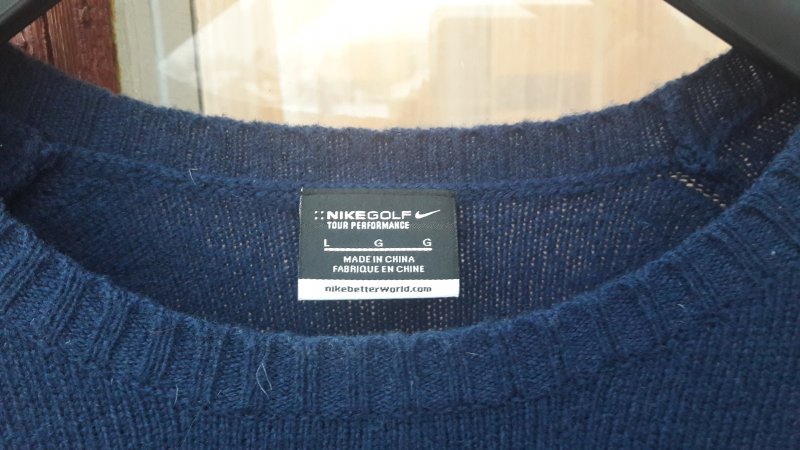 NIKEGOLF
TOUR PERFORMANCE
L G G
MADE IN CHINA
FABRIQUE EN CHINE
nikebetterworld.com